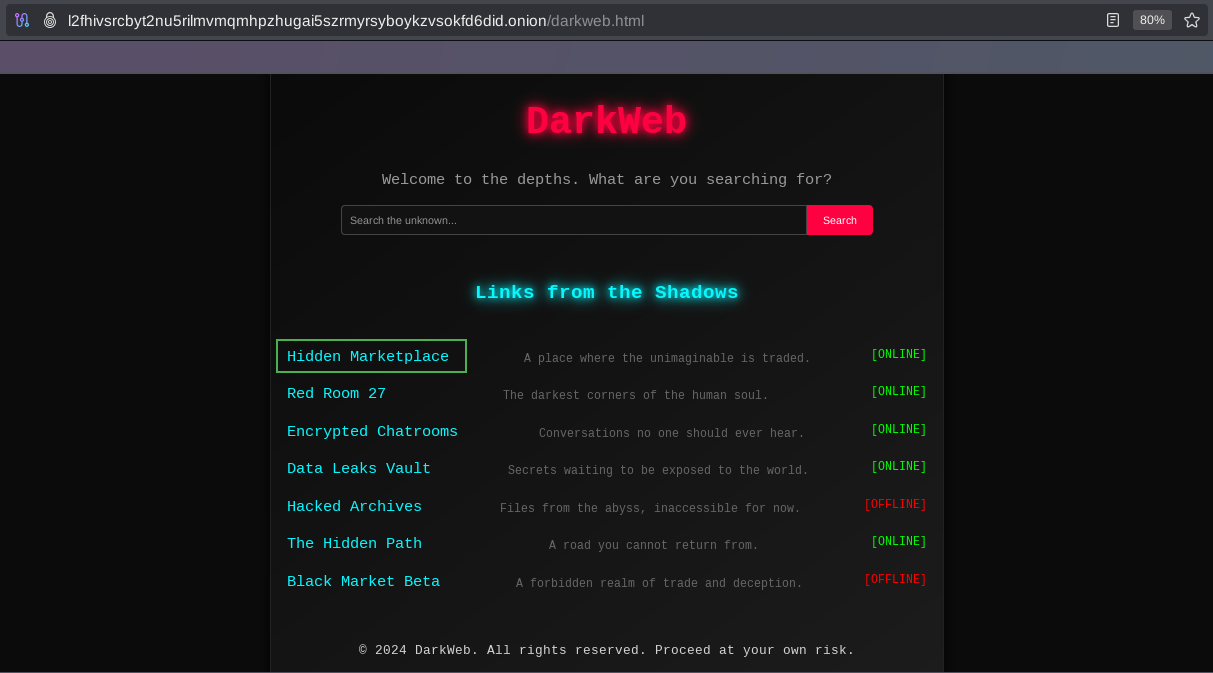 l2fhivsrcbyt2nu5rilmvmqmhpzhugai5szrmyrsyboykzvsokfd6did.onion/darkweb.html 80%
DarkWeb
Welcome to the depths. What are you searching for?
Search the unknown... Search
Links from the Shadows
Hidden Marketplace A place where the unimaginable is traded. [ONLINE]
Red Room 27 The darkest corners of the human soul. [ONLINE]
Encrypted Chatrooms Conversations no one should ever hear. [ONLINE]
Data Leaks Vault Secrets waiting to be exposed to the world. [ONLINE]
Hacked Archives Files from the abyss, inaccessible for now. [OFFLINE]
The Hidden Path A road you cannot return from. [ONLINE]
Black Market Beta A forbidden realm of trade and deception. [OFFLINE]
© 2024 DarkWeb. All rights reserved. Proceed at your own risk.